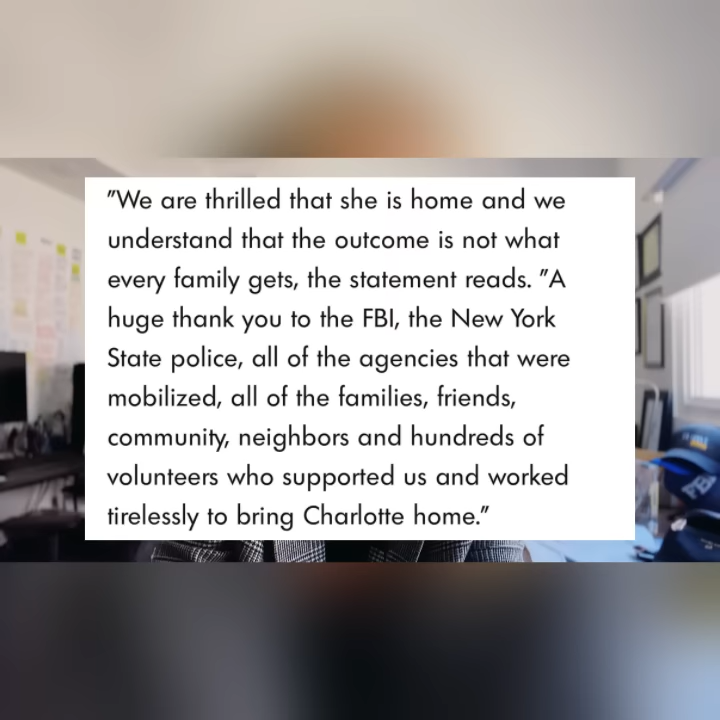 "We are thrilled that she is home and we
understand that the outcome is not what
every family gets, the statement reads. "A
huge thank you to the FBI, the New York
State police, all of the agencies that were
mobilized, all of the families, friends,
community, neighbors and hundreds of
volunteers who supported us and worked
tirelessly to bring Charlotte home."
FBI